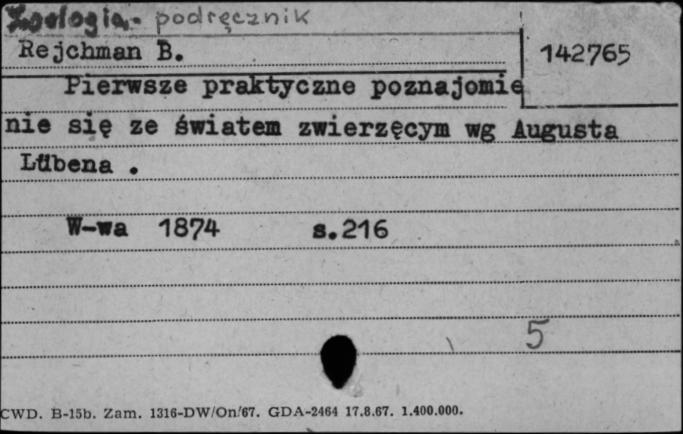 Zoologia - podręcznik
Rejchman B.
142765
Pierwsze praktyczne poznajomię
nie się ze światem zwierzęcym wg Augusta
Lübena .
W-wa 1874 s.216
5
CWD. B-15b. Zam. 1316-DW/On/67. GDA-2464 17.8.67. 1.400.000.